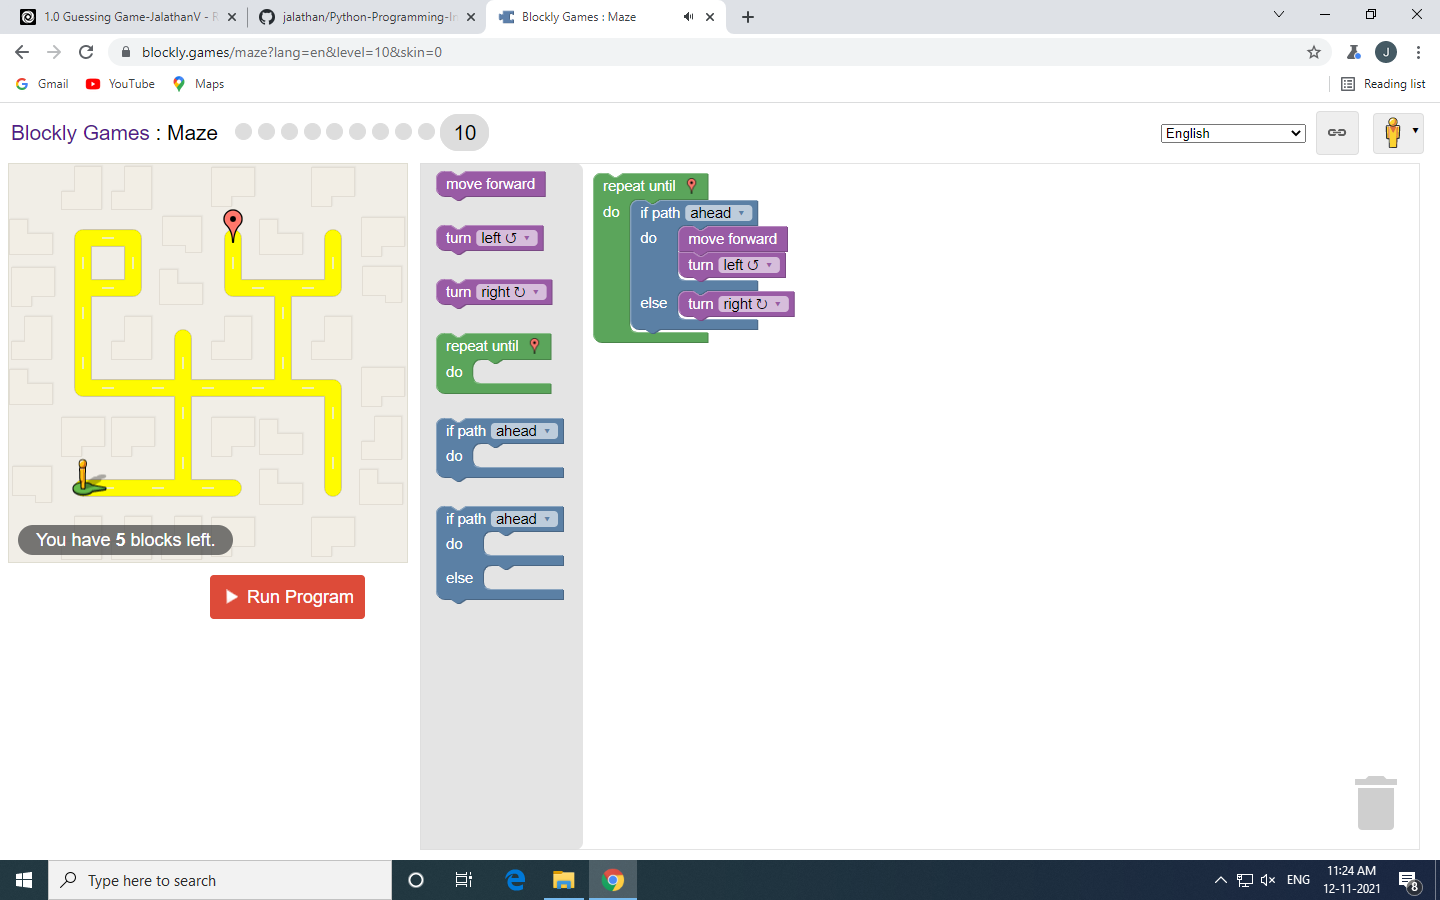 1.0 Guessing Game-JalathanV - R
jalathan/Python-Programming-In
Blockly Games : Maze
blockly.games/maze?lang=en&level=10&skin=0
J
Gmail
YouTube
Maps
Reading list
Blockly Games : Maze
10
English
move forward
turn left ↺
turn right ↻
repeat until
do
if path ahead
do
if path ahead
do
else
repeat until
do
if path ahead
do
move forward
turn left ↺
else
turn right ↻
You have 5 blocks left.
Run Program
Type here to search
ENG
11:24 AM
12-11-2021
8